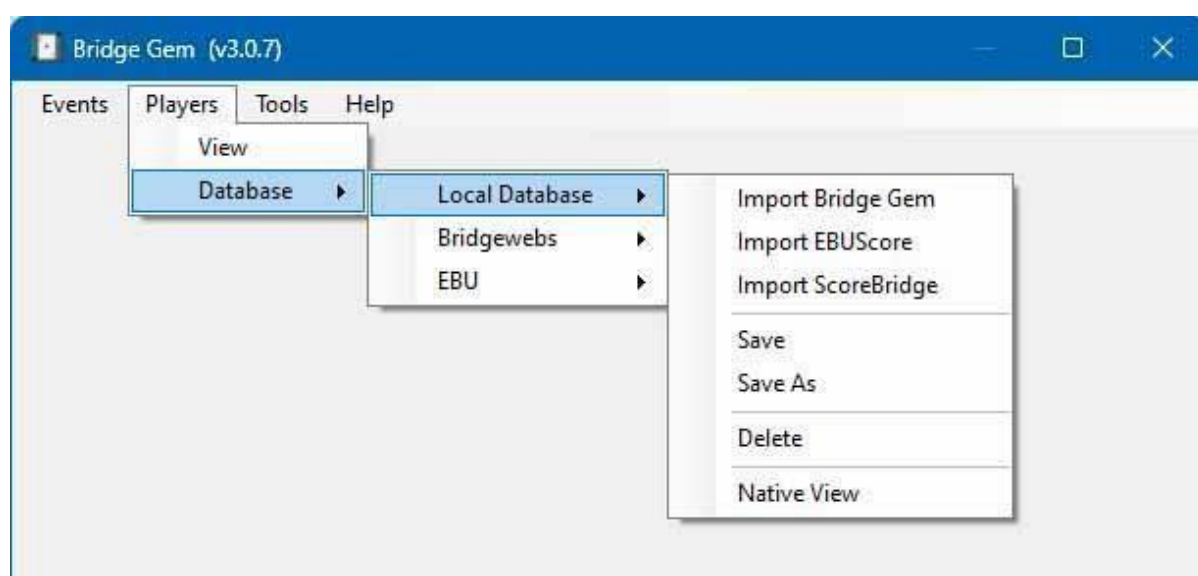 Bridge Gem (v3.0.7)
Events Players Tools Help
View
Database
Local Database
Bridgewebs
EBU
Import Bridge Gem
Import EBUScore
Import ScoreBridge
Save
Save As
Delete
Native View